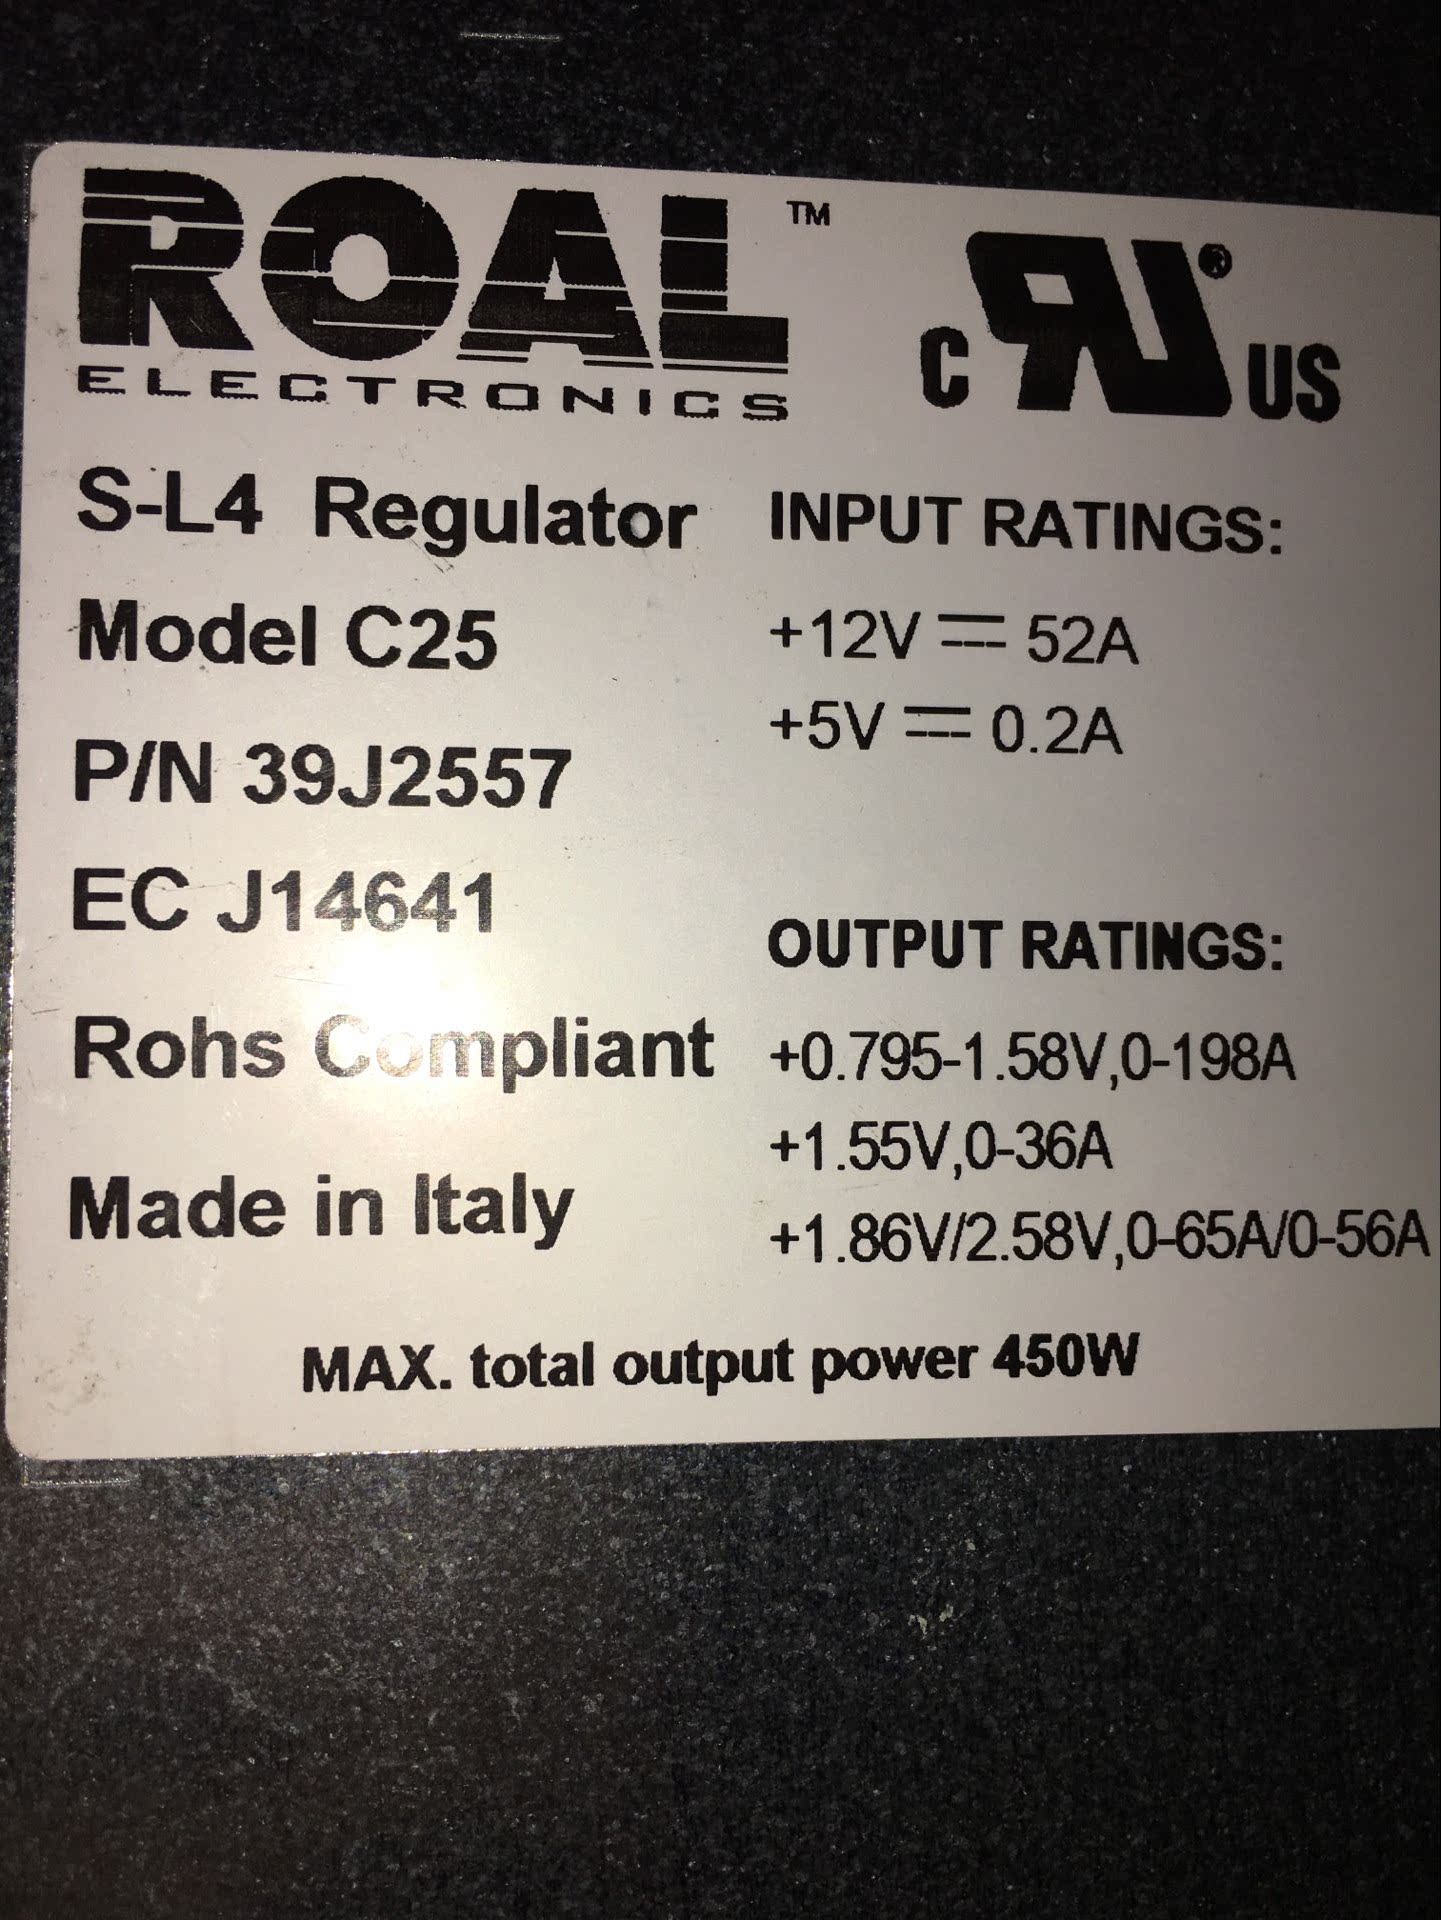 ROAL™
ELECTRONICS
c RU® US
S-L4 Regulator
Model C25
P/N 39J2557
EC J14641
Rohs Compliant
Made in Italy
INPUT RATINGS:
+12V ⎓ 52A
+5V ⎓ 0.2A
OUTPUT RATINGS:
+0.795-1.58V,0-198A
+1.55V,0-36A
+1.86V/2.58V,0-65A/0-56A
MAX. total output power 450W